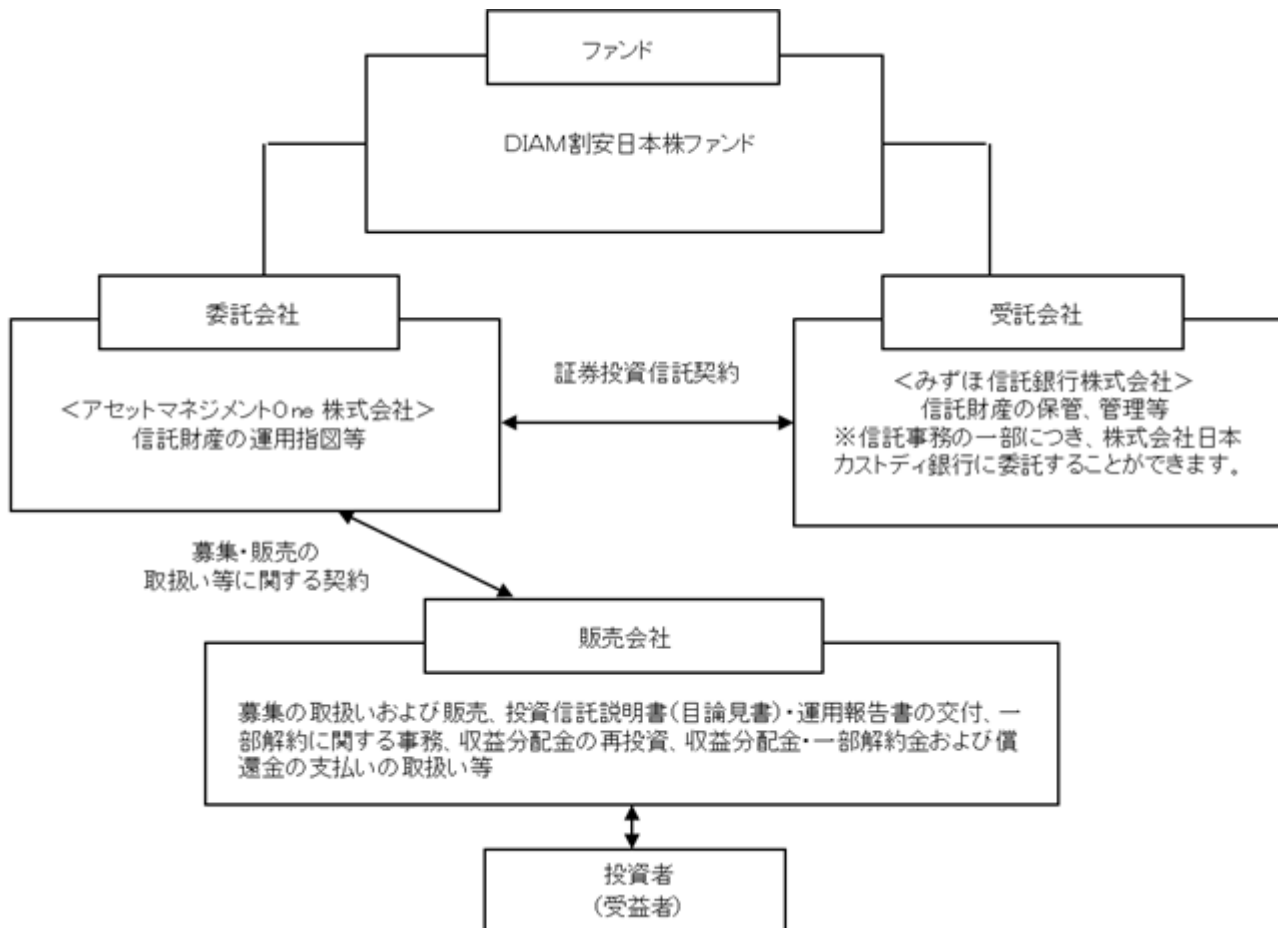 ファンド
DIAM割安日本株ファンド
委託会社
＜アセットマネジメントOne 株式会社＞
信託財産の運用指図等
証券投資信託契約
受託会社
＜みずほ信託銀行株式会社＞
信託財産の保管、管理等
※信託事務の一部につき、株式会社日本
カストディ銀行に委託することができます。
募集・販売の
取扱い等に関する契約
販売会社
募集の取扱いおよび販売、投資信託説明書(目論見書)・運用報告書の交付、一
部解約に関する事務、収益分配金の再投資、収益分配金・一部解約金および償
還金の支払いの取扱い等
投資者
(受益者)